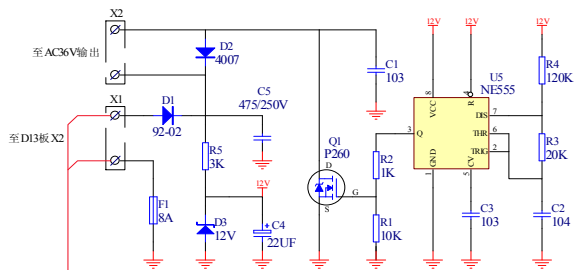 X2
至AC36V输出
D2
4007
X1
D1
92-02
至D13板X2
C5
475/250V
R5
3K
F1
8A
D3
12V
12V
C4
22UF
+
Q1
P260
D
G
S
C1
103
R2
1K
R1
10K
12V
12V
12V
U5
NE555
8
4
VCC
R
DIS
7
3
Q
THR
6
TRIG
2
GND
CV
1
5
R4
120K
R3
20K
C3
103
C2
104